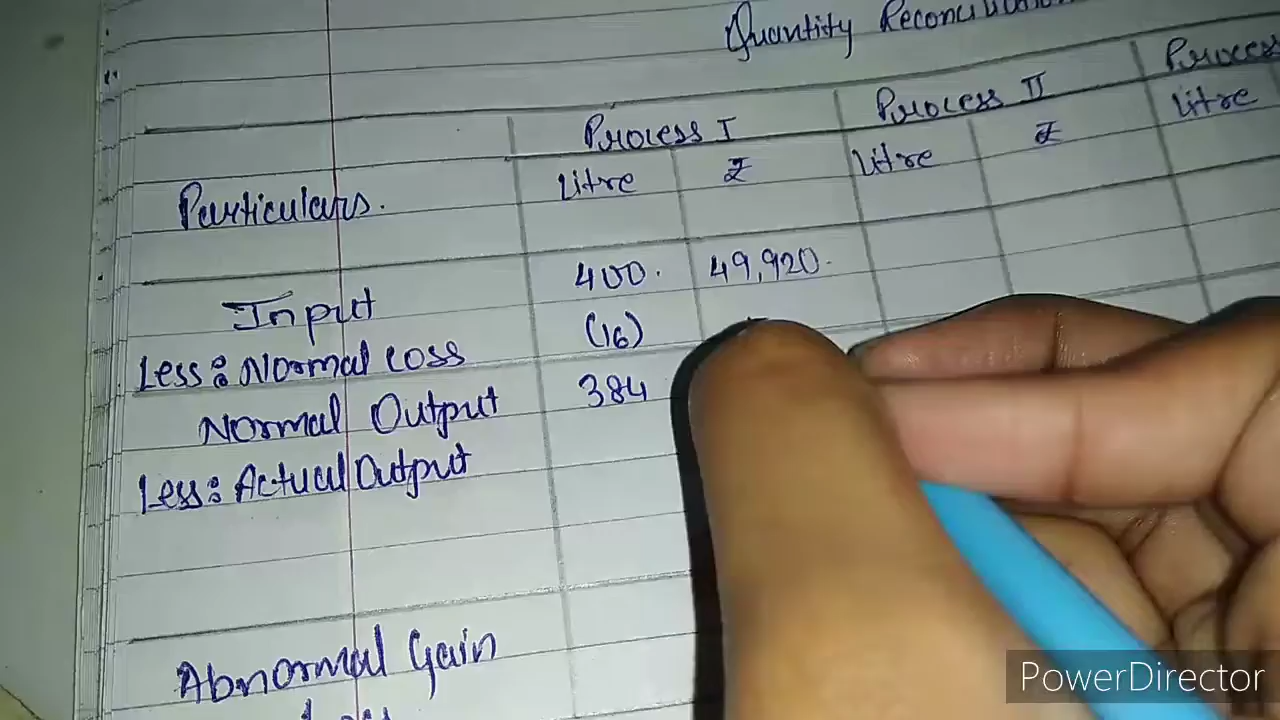 Quantity
Process I Process II Process
Particulars. Litre ₹ Litre ₹ Litre
Input 400. 49,920.
Less: Normal Loss (16)
Normal Output 384
Less: Actual Output
Abnormal Gain
PowerDirector